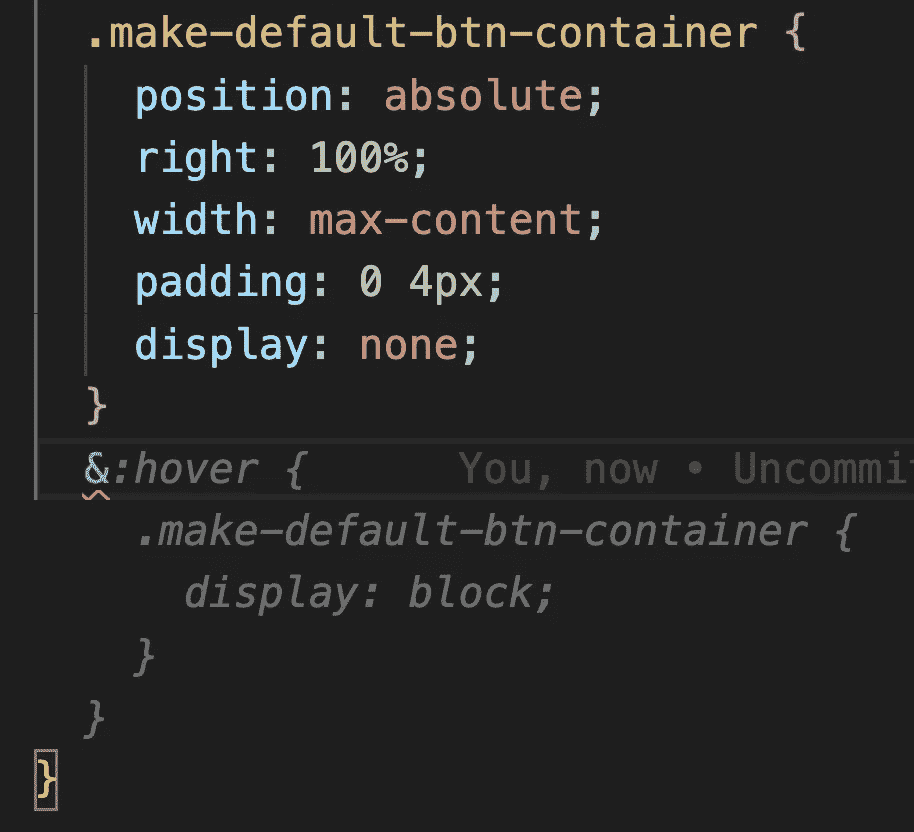 .make-default-btn-container {
position: absolute;
right: 100%;
width: max-content;
padding: 0 4px;
display: none;
}
&:hover { You, now • Uncommi
.make-default-btn-container {
display: block;
}
}
}